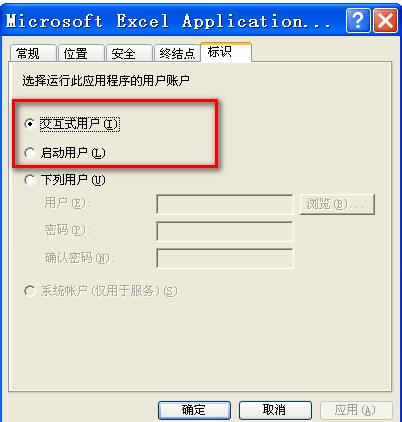 Microsoft Excel Application...
常规 位置 安全 终结点 标识
选择运行此应用程序的用户账户
交互式用户(I)
启动用户(L)
下列用户(U)
用户(E):
浏览(B)...
密码(P):
确认密码(N):
系统帐户(仅用于服务)(S)
确定 取消 应用(A)